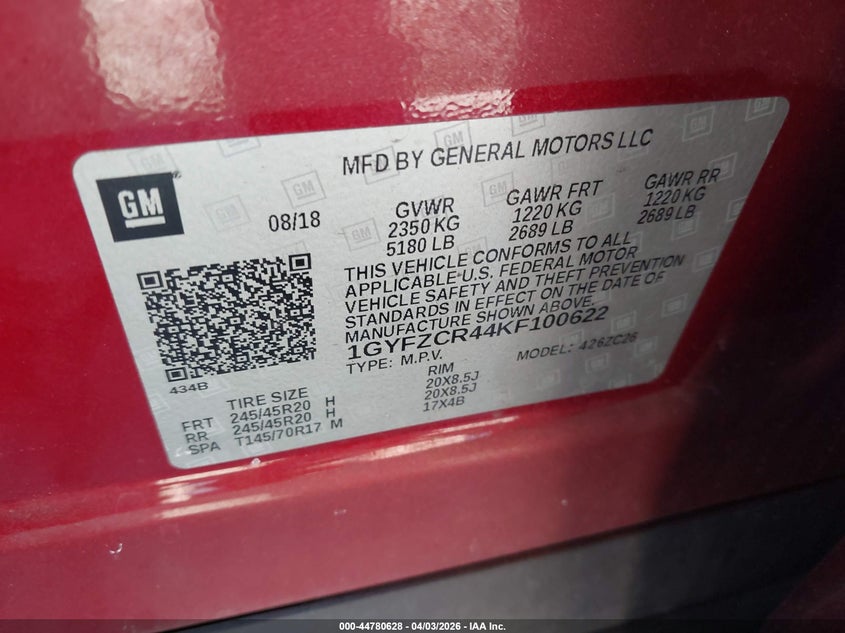 MFD BY GENERAL MOTORS LLC
GM
08/18
GVWR GAWR FRT GAWR RR
2350 KG 1220 KG 1220 KG
5180 LB 2689 LB 2689 LB
THIS VEHICLE CONFORMS TO ALL
APPLICABLE U.S. FEDERAL MOTOR
VEHICLE SAFETY AND THEFT PREVENTION
STANDARDS IN EFFECT ON THE DATE OF
MANUFACTURE SHOWN ABOVE.
1GYFZCR44KF100622
TYPE: M.P.V. MODEL: 426ZC26
434B
TIRE SIZE RIM
FRT 245/45R20 H 20X8.5J
RR 245/45R20 H 20X8.5J
SPA T145/70R17 M 17X4B
000-44780628 - 04/03/2026 - IAA Inc.